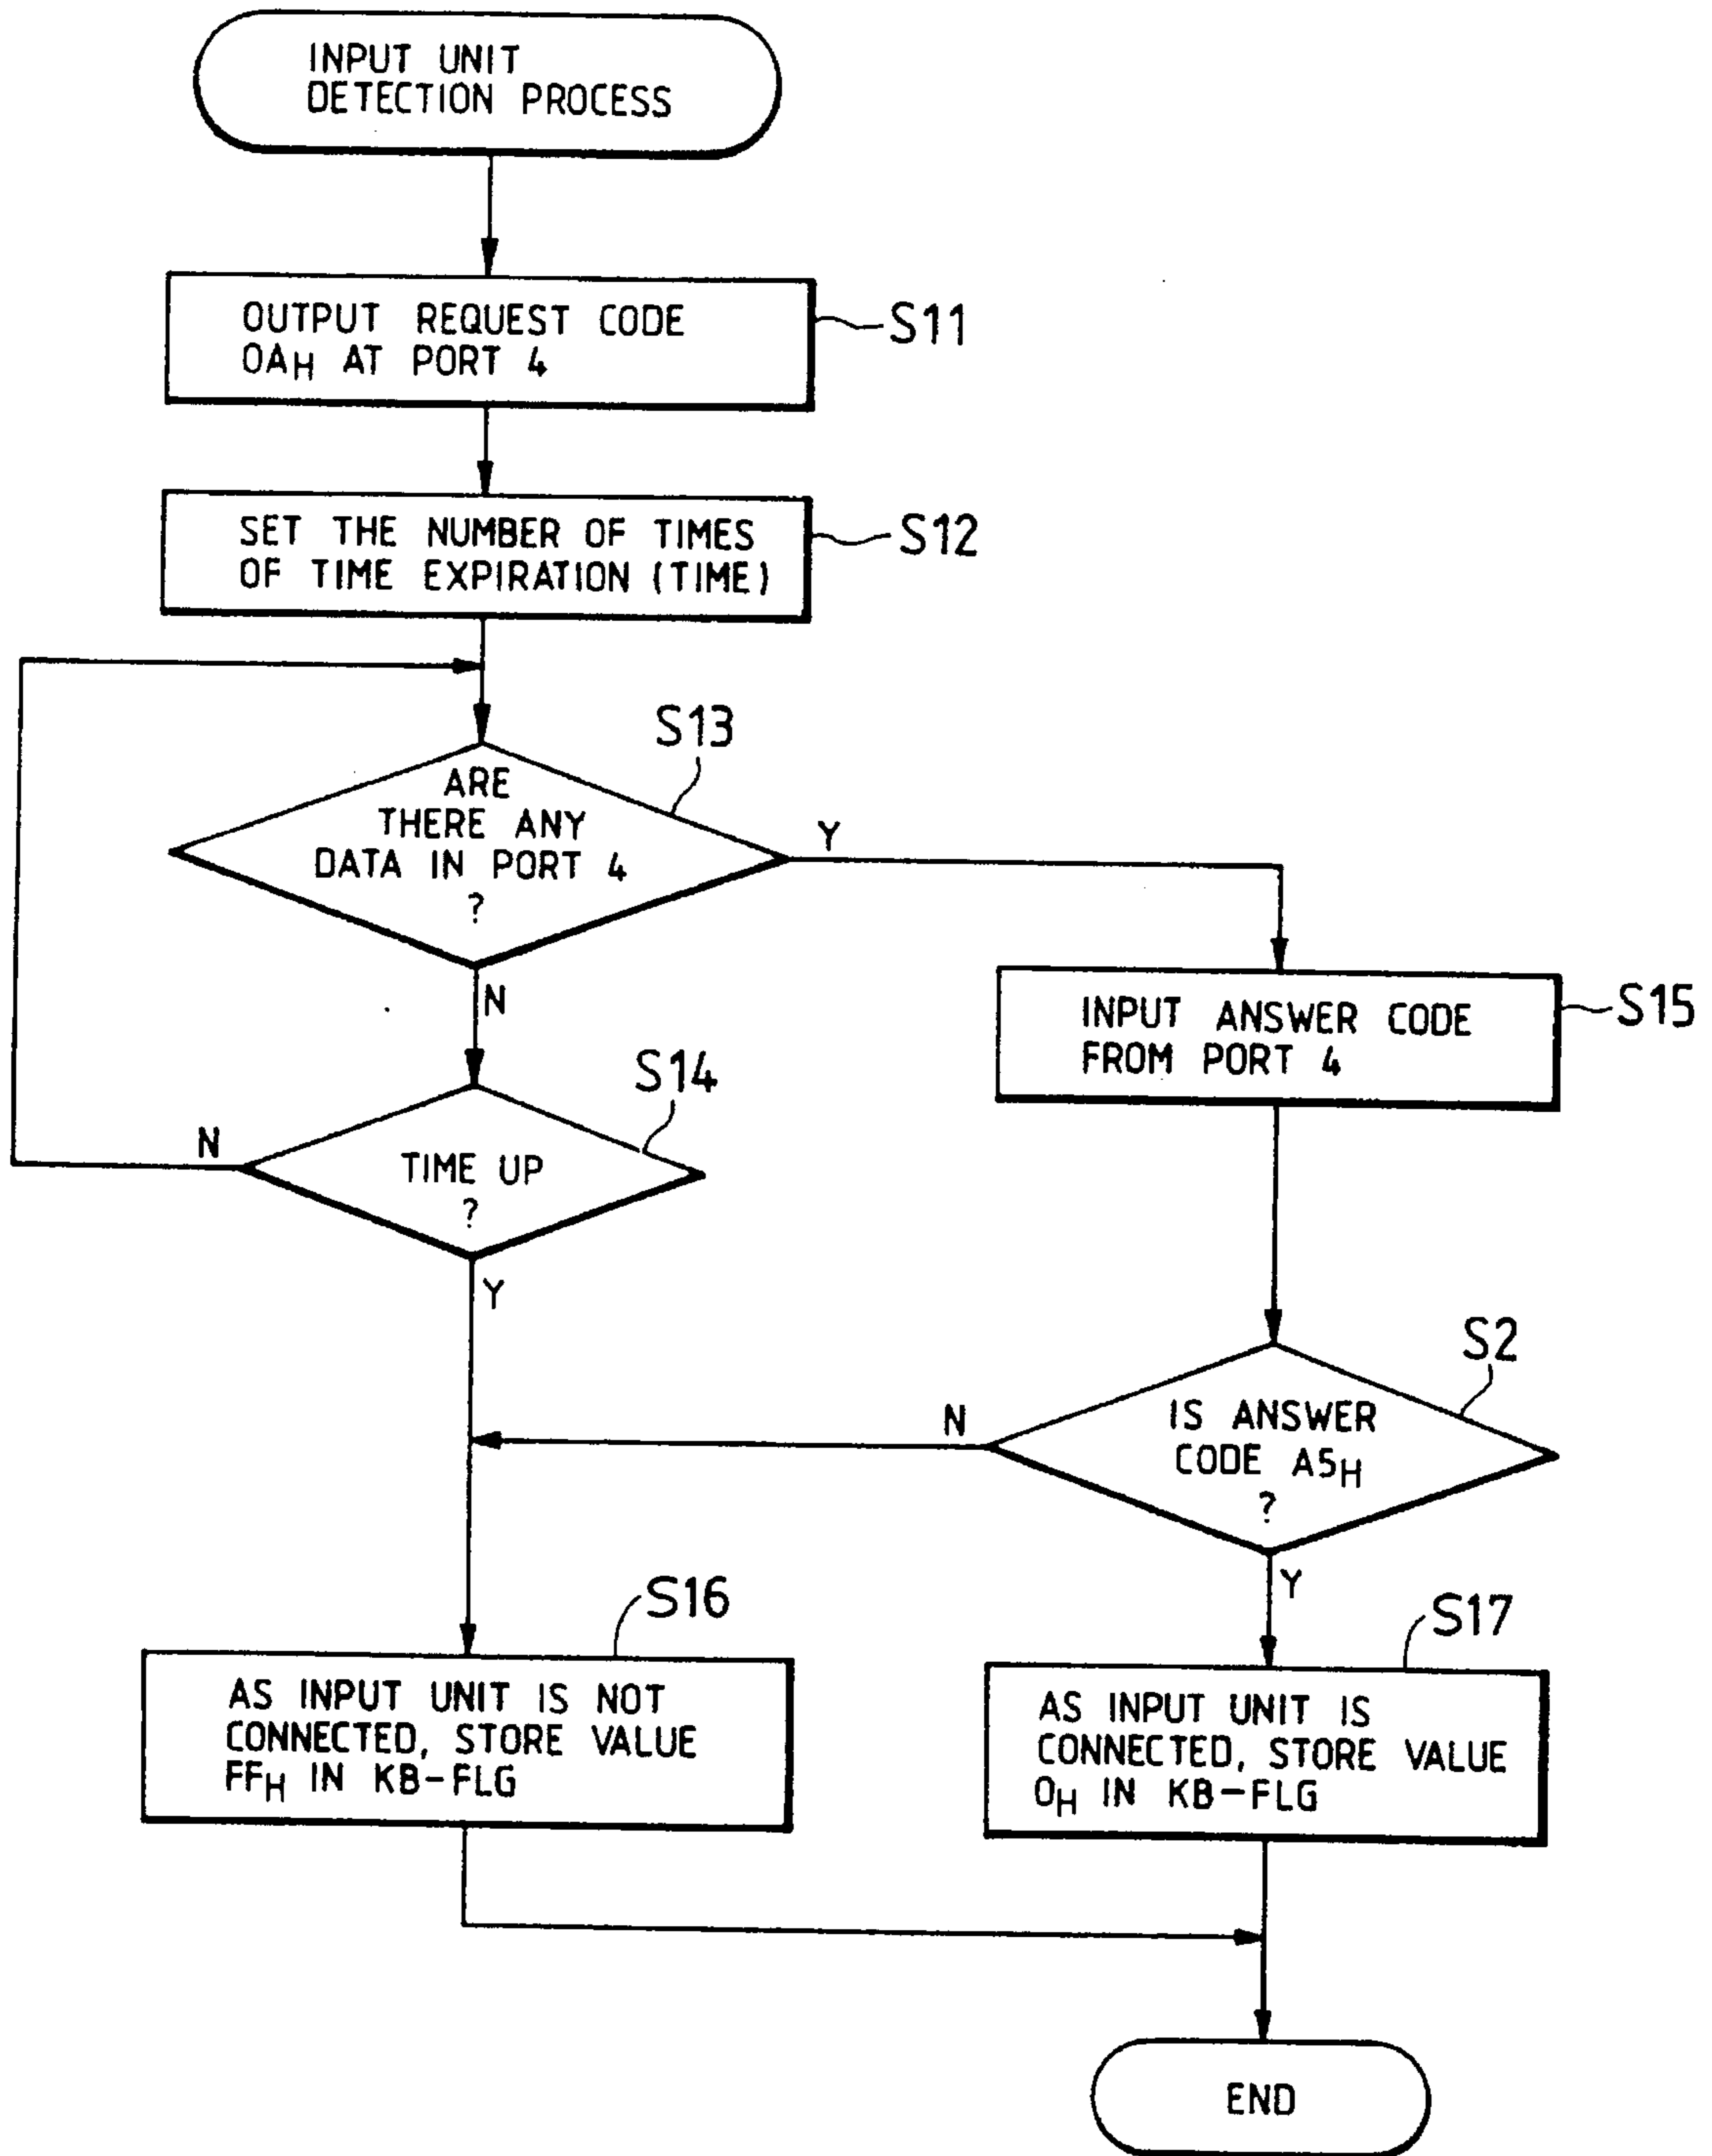 INPUT UNIT
DETECTION PROCESS
OUTPUT REQUEST CODE
0AH AT PORT 4
S11
SET THE NUMBER OF TIMES
OF TIME EXPIRATION (TIME)
S12
S13
ARE
THERE ANY
DATA IN PORT 4
?
Y
N
INPUT ANSWER CODE
FROM PORT 4
S15
S14
N
TIME UP
?
Y
S2
IS ANSWER
CODE A5H
?
N
Y
S16
AS INPUT UNIT IS NOT
CONNECTED, STORE VALUE
FFH IN KB-FLG
S17
AS INPUT UNIT IS
CONNECTED, STORE VALUE
0H IN KB-FLG
END